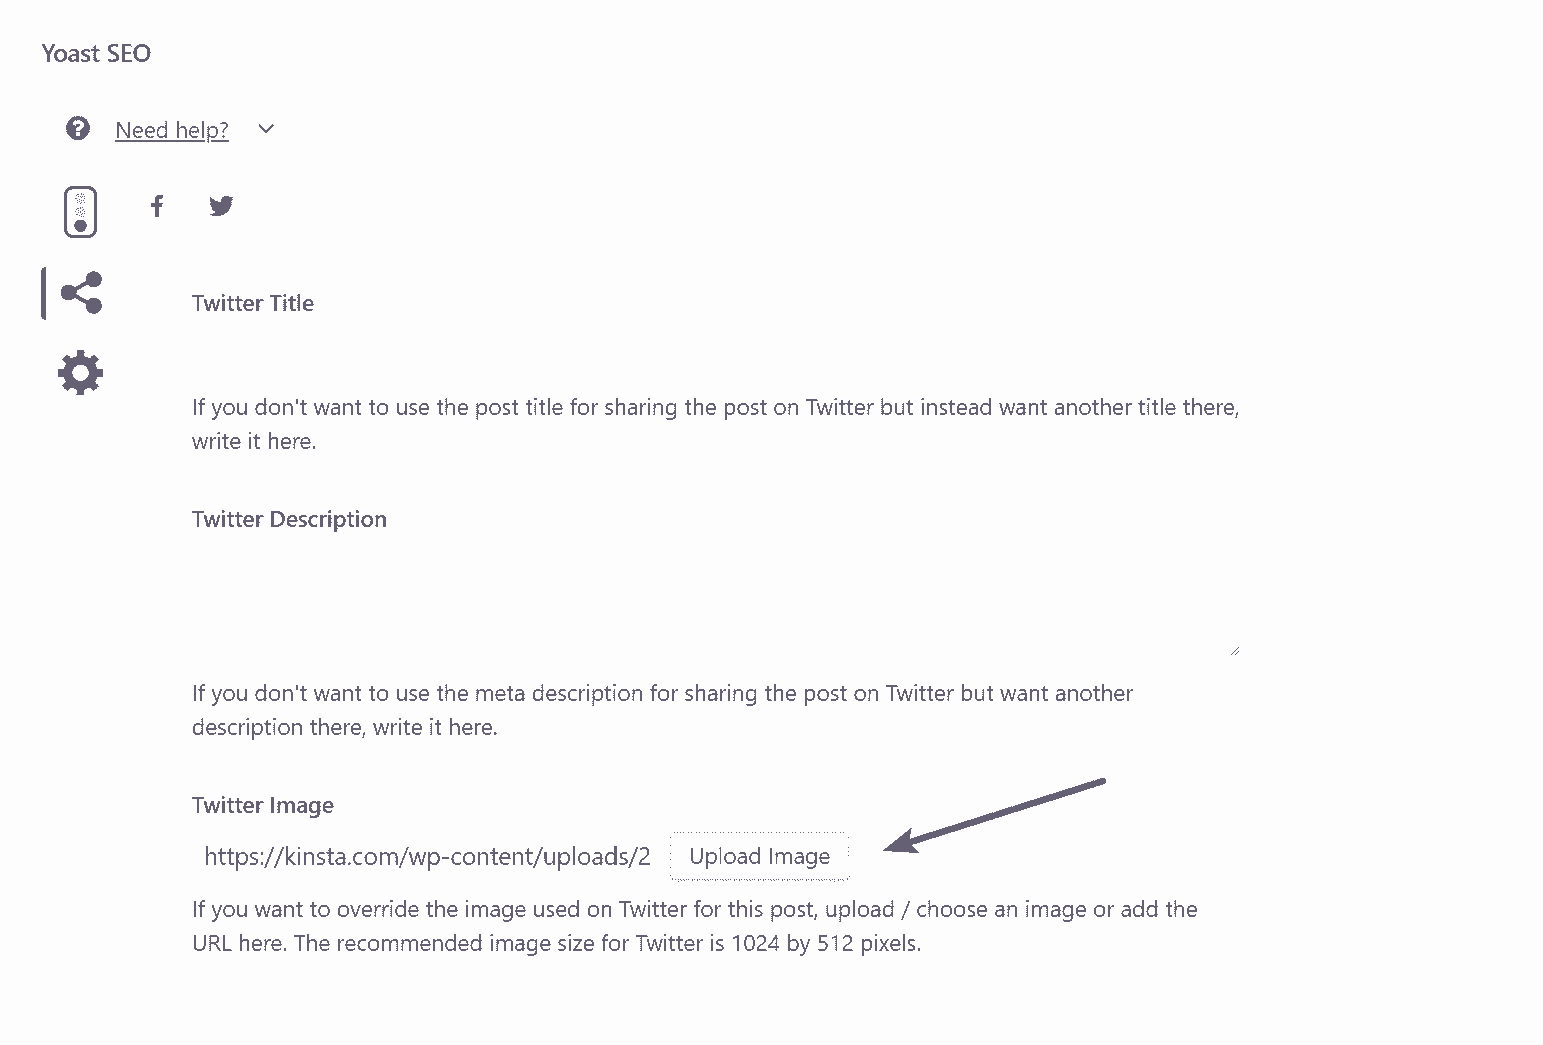 Yoast SEO
Need help?
Twitter Title
If you don't want to use the post title for sharing the post on Twitter but instead want another title there,
write it here.
Twitter Description
If you don't want to use the meta description for sharing the post on Twitter but want another
description there, write it here.
Twitter Image
https://kinsta.com/wp-content/uploads/2 Upload Image
If you want to override the image used on Twitter for this post, upload / choose an image or add the
URL here. The recommended image size for Twitter is 1024 by 512 pixels.